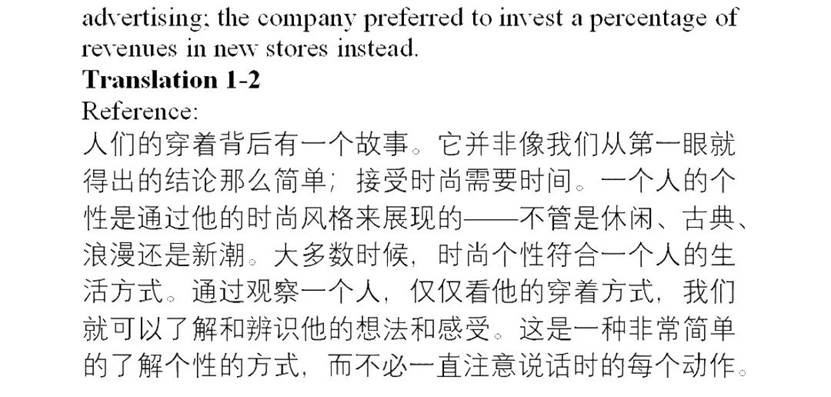 advertising; the company preferred to invest a percentage of
revenues in new stores instead.
Translation 1-2
Reference:
人们的穿着背后有一个故事。它并非像我们从第一眼就
得出的结论那么简单；接受时尚需要时间。一个人的个
性是通过他的时尚风格来展现的——不管是休闲、古典、
浪漫还是新潮。大多数时候，时尚个性符合一个人的生
活方式。通过观察一个人，仅仅看他的穿着方式，我们
就可以了解和辨识他的想法和感受。这是一种非常简单
的了解个性的方式，而不必一直注意说话时的每个动作。